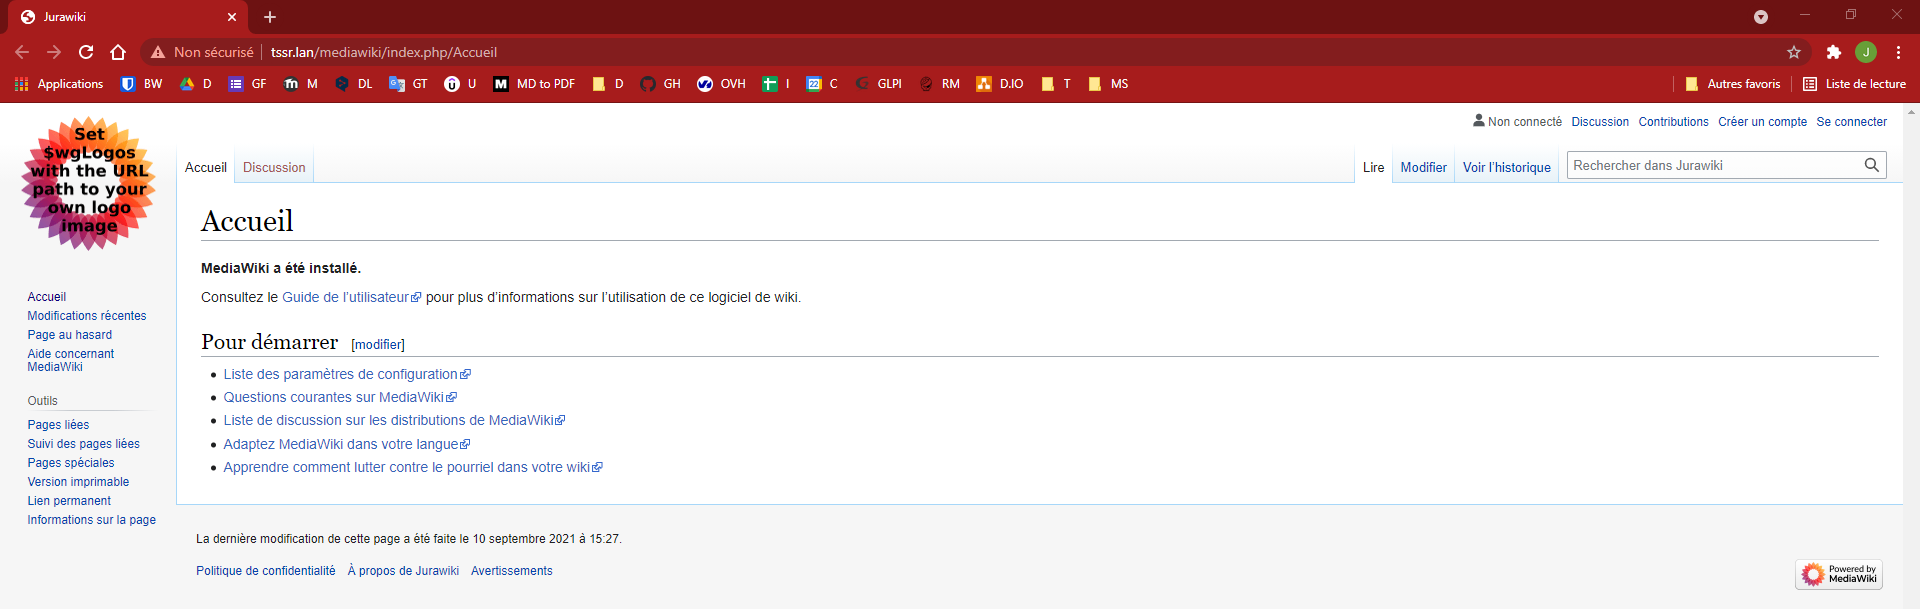 Jurawiki
Non sécurisé tssr.lan/mediawiki/index.php/Accueil
J
Applications BW D GF M DL GT U MD to PDF D GH OVH I C GLPI RM D.IO T MS Autres favoris Liste de lecture
Set
$wgLogos
with the URL
path to your
own logo
image
Non connecté Discussion Contributions Créer un compte Se connecter
Accueil Discussion Lire Modifier Voir l’historique Rechercher dans Jurawiki
Accueil
MediaWiki a été installé.
Consultez le Guide de l’utilisateur pour plus d’informations sur l’utilisation de ce logiciel de wiki.
Pour démarrer [modifier]
Liste des paramètres de configuration
Questions courantes sur MediaWiki
Liste de discussion sur les distributions de MediaWiki
Adaptez MediaWiki dans votre langue
Apprendre comment lutter contre le pourriel dans votre wiki
Accueil
Modifications récentes
Page au hasard
Aide concernant
MediaWiki
Outils
Pages liées
Suivi des pages liées
Pages spéciales
Version imprimable
Lien permanent
Informations sur la page
La dernière modification de cette page a été faite le 10 septembre 2021 à 15:27.
Politique de confidentialité À propos de Jurawiki Avertissements
Powered by
MediaWiki